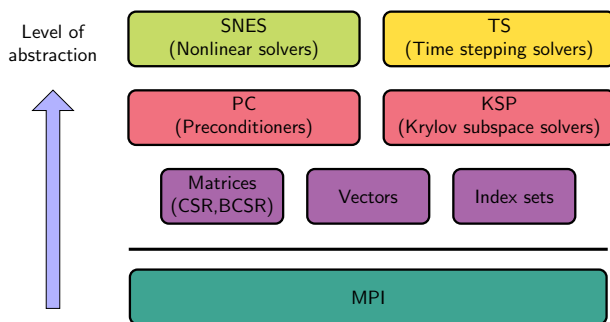 Level of
abstraction
SNES
(Nonlinear solvers)
TS
(Time stepping solvers)
PC
(Preconditioners)
KSP
(Krylov subspace solvers)
Matrices
(CSR,BCSR)
Vectors
Index sets
MPI